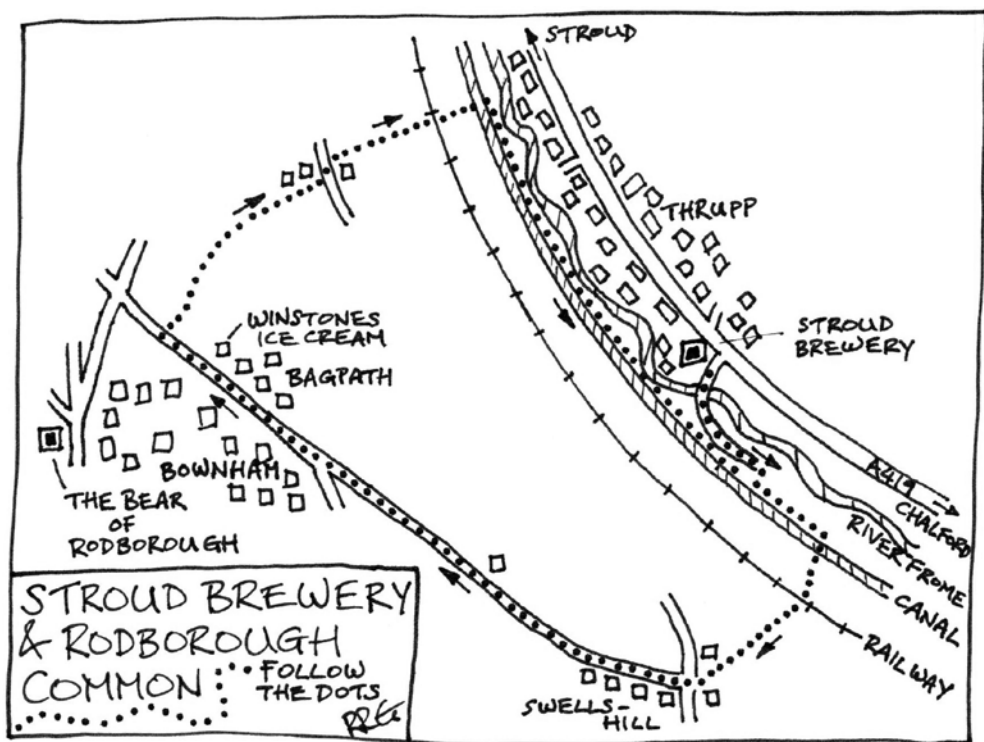 STROUD
THRUPP
WINSTONES
ICE CREAM
BAGPATH
STROUD
BREWERY
BOWNHAM
THE BEAR
OF
RODBOROUGH
A419
CHALFORD
RIVER FROME
CANAL
RAILWAY
SWELLS-
HILL
STROUD BREWERY
& RODBOROUGH
COMMON
FOLLOW
THE DOTS